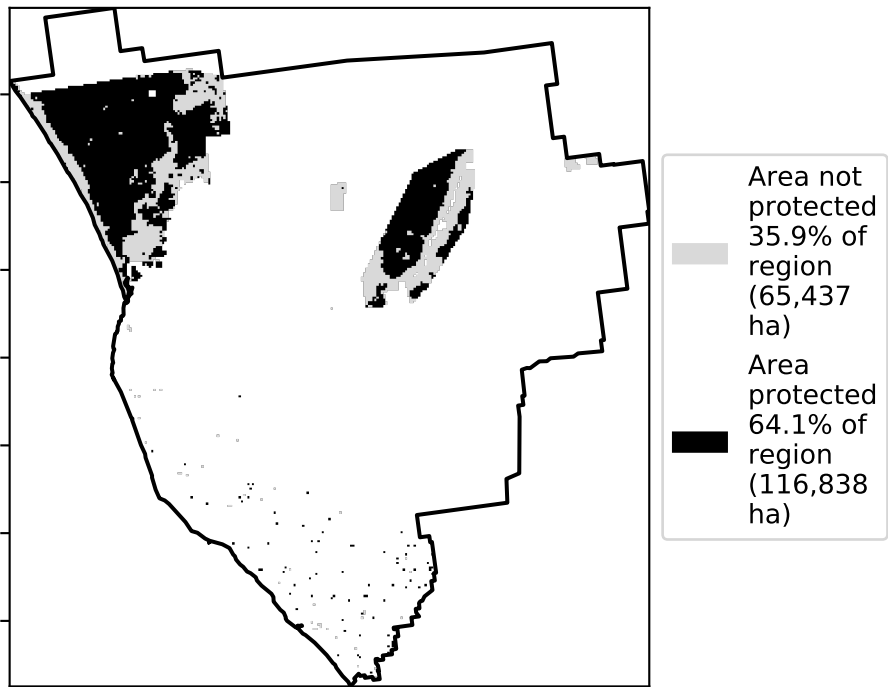 Area not
protected
35.9% of
region
(65,437
ha)
Area
protected
64.1% of
region
(116,838
ha)